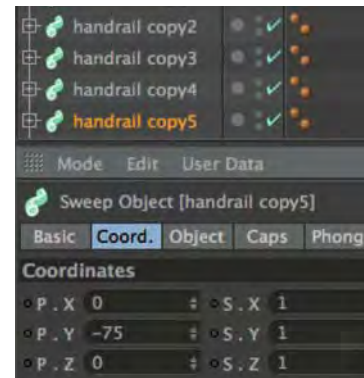 handrail copy2
handrail copy3
handrail copy4
handrail copy5
Mode Edit User Data
Sweep Object [handrail copy5]
Basic Coord. Object Caps Phong
Coordinates
P . X 0 S . X 1
P . Y -75 S . Y 1
P . Z 0 S . Z 1